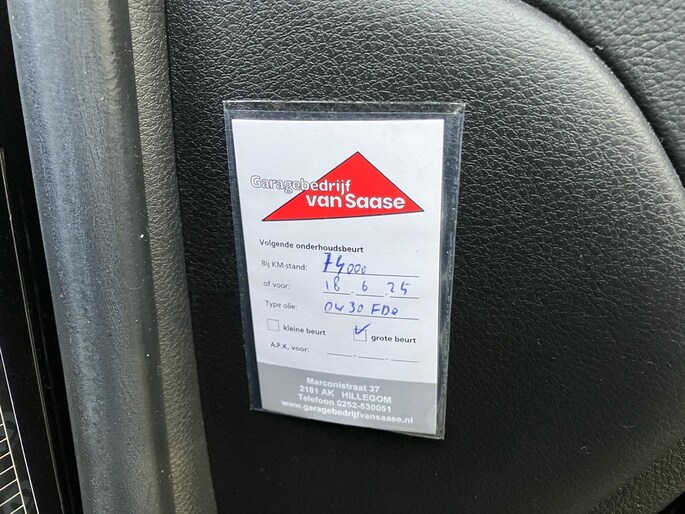 Garagebedrijf
van Saase
Volgende onderhoudsbeurt
Bij KM-stand: 74000
of voor: 18.6.25
Type olie: 0W30 FDe
kleine beurt grote beurt
A.P.K. voor:
Marconistraat 37
2181 AK HILLEGOM
Telefoon 0252-530051
www.garagebedrijfvansaase.nl